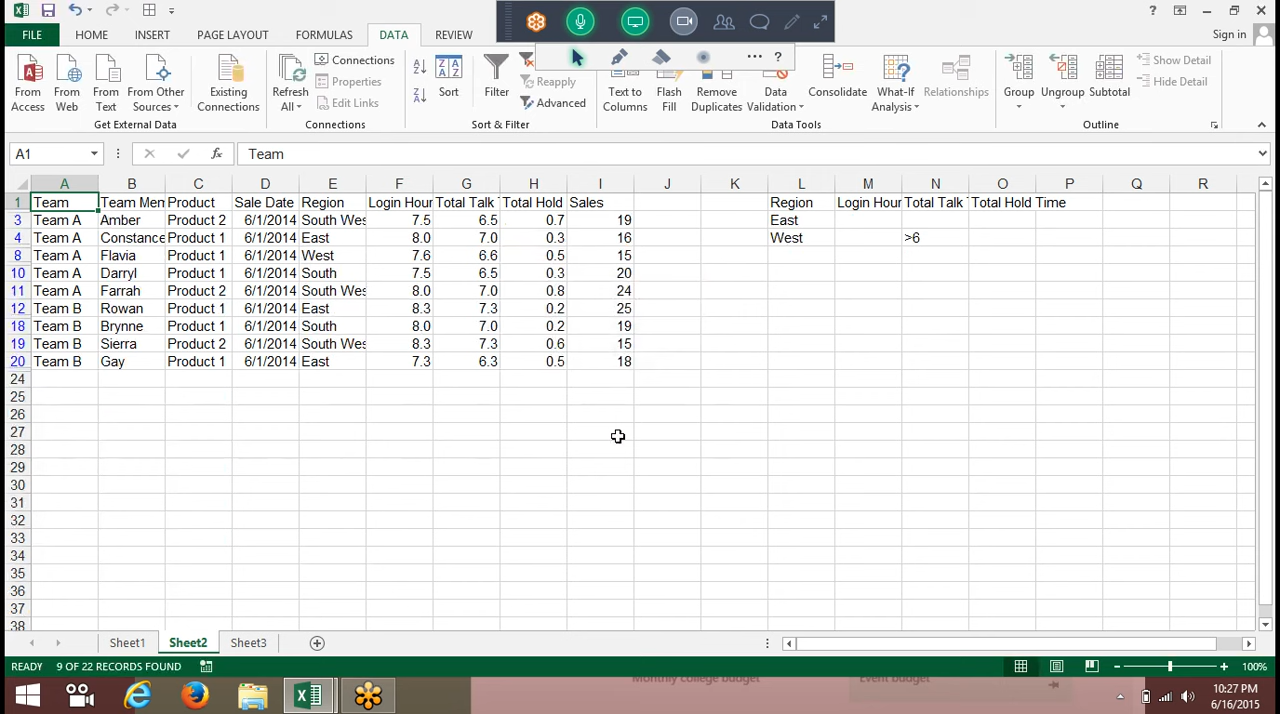 Sign in
FILE HOME INSERT PAGE LAYOUT FORMULAS DATA REVIEW
From Access From Web From Text From Other Sources Existing Connections Refresh All Connections Properties Edit Links Sort Filter Reapply Advanced Text to Columns Flash Fill Remove Duplicates Data Validation Consolidate What-If Analysis Relationships Group Ungroup Subtotal Show Detail Hide Detail
Get External Data Connections Sort & Filter Data Tools Outline
A1 fx Team
A B C D E F G H I J K L M N O P Q R
1 Team Team Mem Product Sale Date Region Login Hour Total Talk Total Hold Sales Region Login Hour Total Talk Total Hold Time
3 Team A Amber Product 2 6/1/2014 South Wes 7.5 6.5 0.7 19 East
4 Team A Constance Product 1 6/1/2014 East 8.0 7.0 0.3 16 West >6
8 Team A Flavia Product 1 6/1/2014 West 7.6 6.6 0.5 15
10 Team A Darryl Product 1 6/1/2014 South 7.5 6.5 0.3 20
11 Team A Farrah Product 2 6/1/2014 South Wes 8.0 7.0 0.8 24
12 Team B Rowan Product 1 6/1/2014 East 8.3 7.3 0.2 25
18 Team B Brynne Product 1 6/1/2014 South 8.0 7.0 0.2 19
19 Team B Sierra Product 2 6/1/2014 South Wes 8.3 7.3 0.6 15
20 Team B Gay Product 1 6/1/2014 East 7.3 6.3 0.5 18
24
25
26
27
28
29
30
31
32
33
34
35
36
37
38
Sheet1 Sheet2 Sheet3
READY 9 OF 22 RECORDS FOUND 100%
Monthly college budget Event budget
10:27 PM
6/16/2015